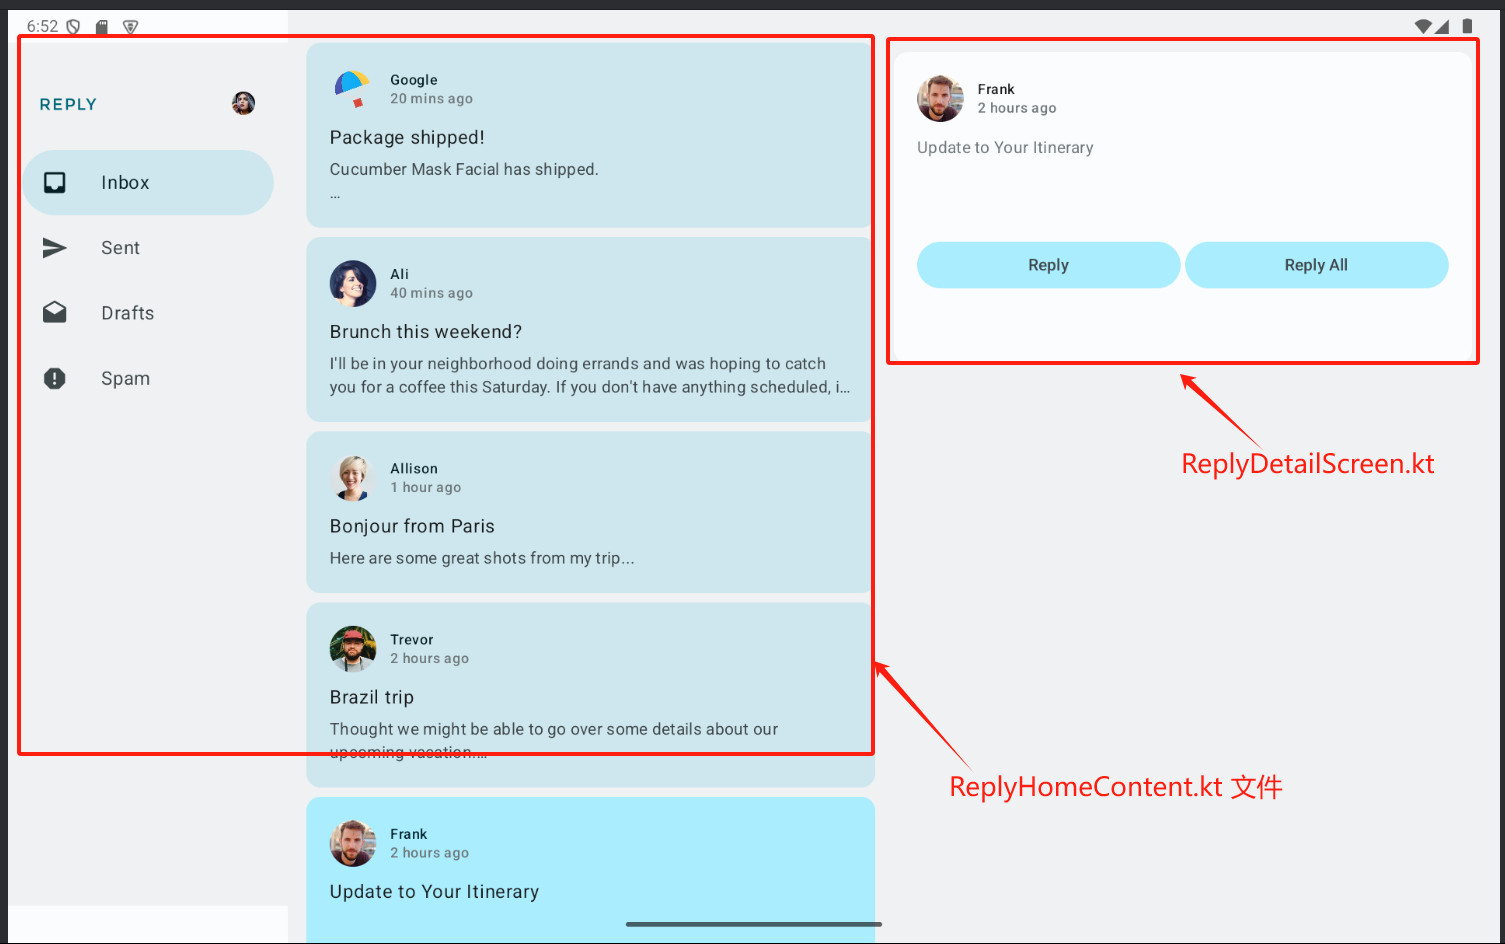 6:52
REPLY
Inbox
Sent
Drafts
Spam
Google
20 mins ago
Package shipped!
Cucumber Mask Facial has shipped.
…
Ali
40 mins ago
Brunch this weekend?
I'll be in your neighborhood doing errands and was hoping to catch
you for a coffee this Saturday. If you don't have anything scheduled, i…
Allison
1 hour ago
Bonjour from Paris
Here are some great shots from my trip...
Trevor
2 hours ago
Brazil trip
Thought we might be able to go over some details about our
upcoming vacation.…
Frank
2 hours ago
Update to Your Itinerary
Frank
2 hours ago
Update to Your Itinerary
Reply
Reply All
ReplyDetailScreen.kt
ReplyHomeContent.kt 文件